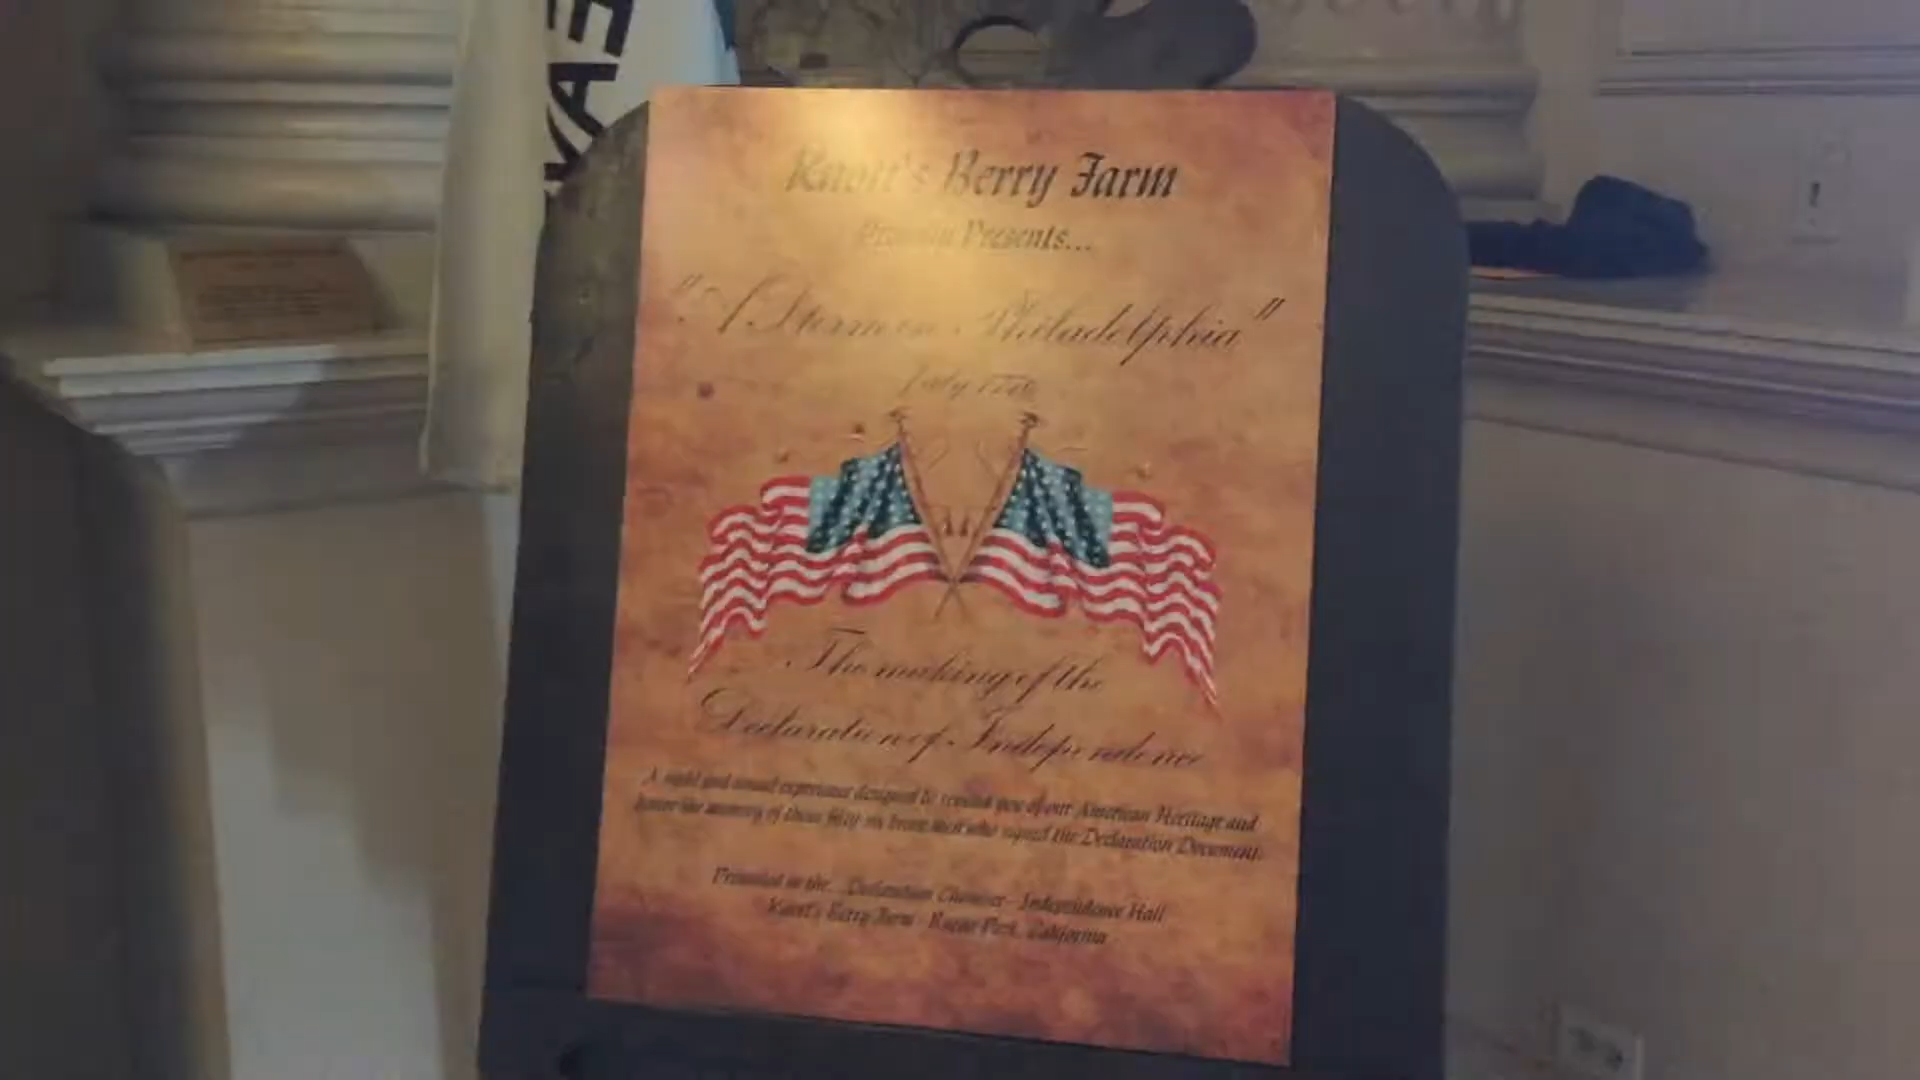 Knott's Berry Farm
Proudly Presents...
"A Storm in Philadelphia"
July 1776
The making of the
Declaration of Independence
A sight and sound experience designed to remind you of our American Heritage and
honor the memory of those fifty-six brave men who signed the Declaration Document.
Presented in the... Declaration Chamber - Independence Hall
Knott's Berry Farm - Buena Park, California